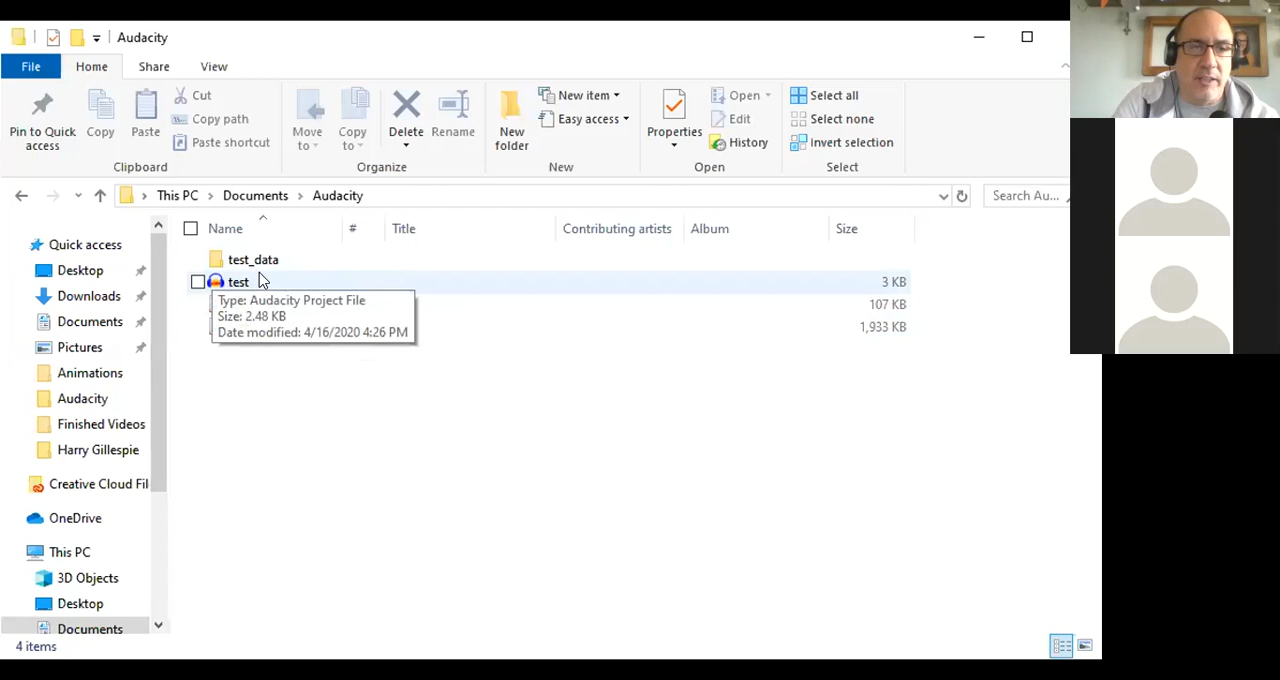 Audacity
File Home Share View
Pin to Quick access
Copy
Paste
Cut
Copy path
Paste shortcut
Clipboard
Move to
Copy to
Delete
Rename
Organize
New folder
New item
Easy access
New
Properties
Open
Edit
History
Open
Select all
Select none
Invert selection
Select
This PC > Documents > Audacity
Search Au...
Name # Title Contributing artists Album Size
test_data
test 3 KB
107 KB
1,933 KB
Type: Audacity Project File
Size: 2.48 KB
Date modified: 4/16/2020 4:26 PM
Quick access
Desktop
Downloads
Documents
Pictures
Animations
Audacity
Finished Videos
Harry Gillespie
Creative Cloud Fil
OneDrive
This PC
3D Objects
Desktop
Documents
4 items